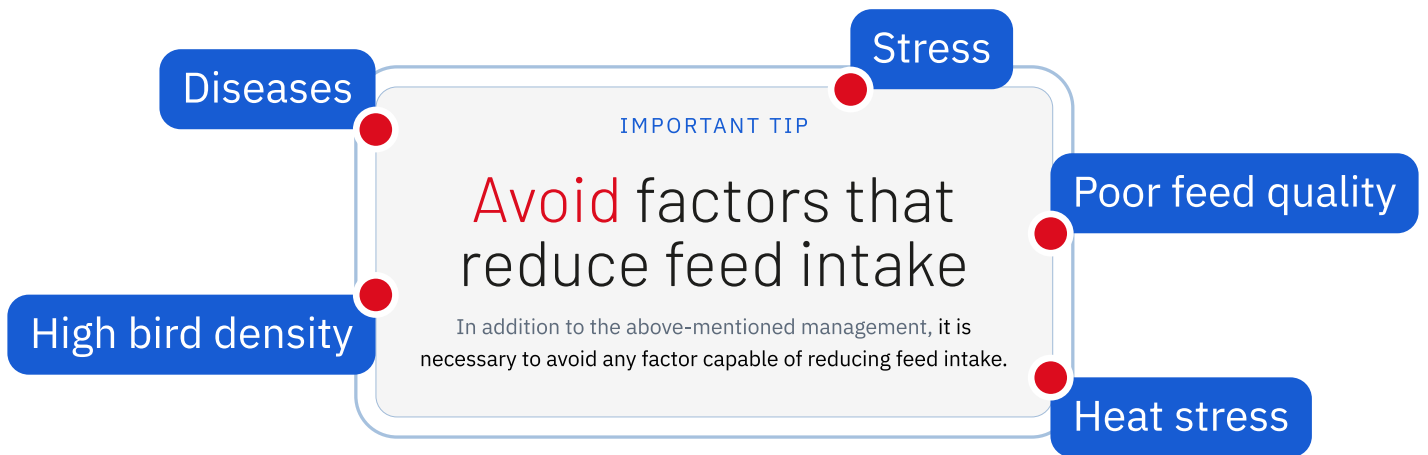 Stress
Diseases
IMPORTANT TIP
Poor feed quality
Avoid factors that
reduce feed intake
High bird density
In addition to the above-mentioned management, it is
necessary to avoid any factor capable of reducing feed intake.
Heat stress